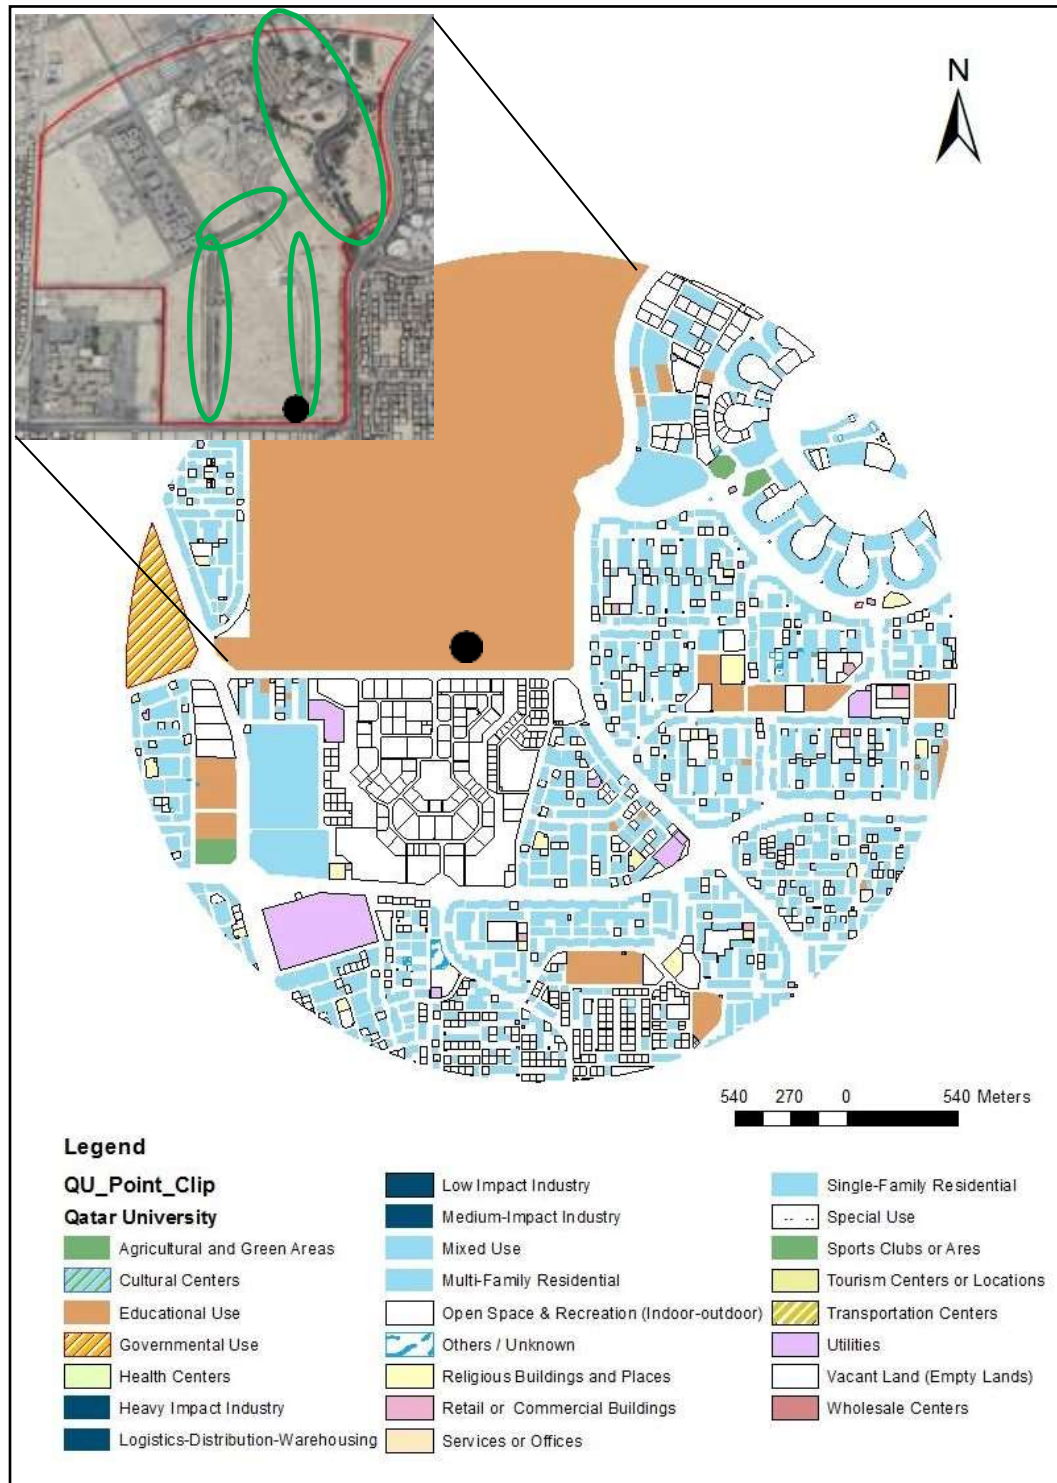 N
540 270 0 540 Meters
Legend
QU_Point_Clip
Qatar University
Agricultural and Green Areas
Cultural Centers
Educational Use
Governmental Use
Health Centers
Heavy Impact Industry
Logistics-Distribution-Warehousing
Low Impact Industry
Medium-Impact Industry
Mixed Use
Multi-Family Residential
Open Space & Recreation (Indoor-outdoor)
Others / Unknown
Religious Buildings and Places
Retail or Commercial Buildings
Services or Offices
Single-Family Residential
Special Use
Sports Clubs or Ares
Tourism Centers or Locations
Transportation Centers
Utilities
Vacant Land (Empty Lands)
Wholesale Centers